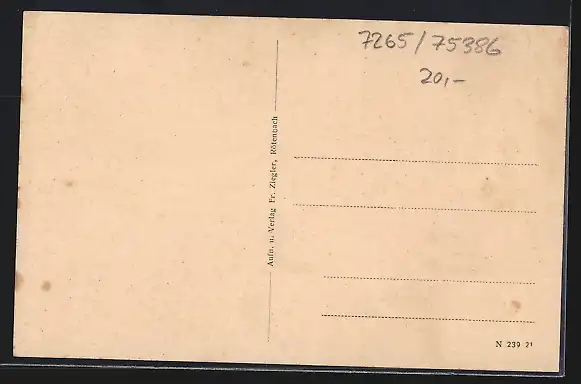 7265/75386
20,-
Aufn. u. Verlag Fr. Ziegler, Rötenbach
N 239 21